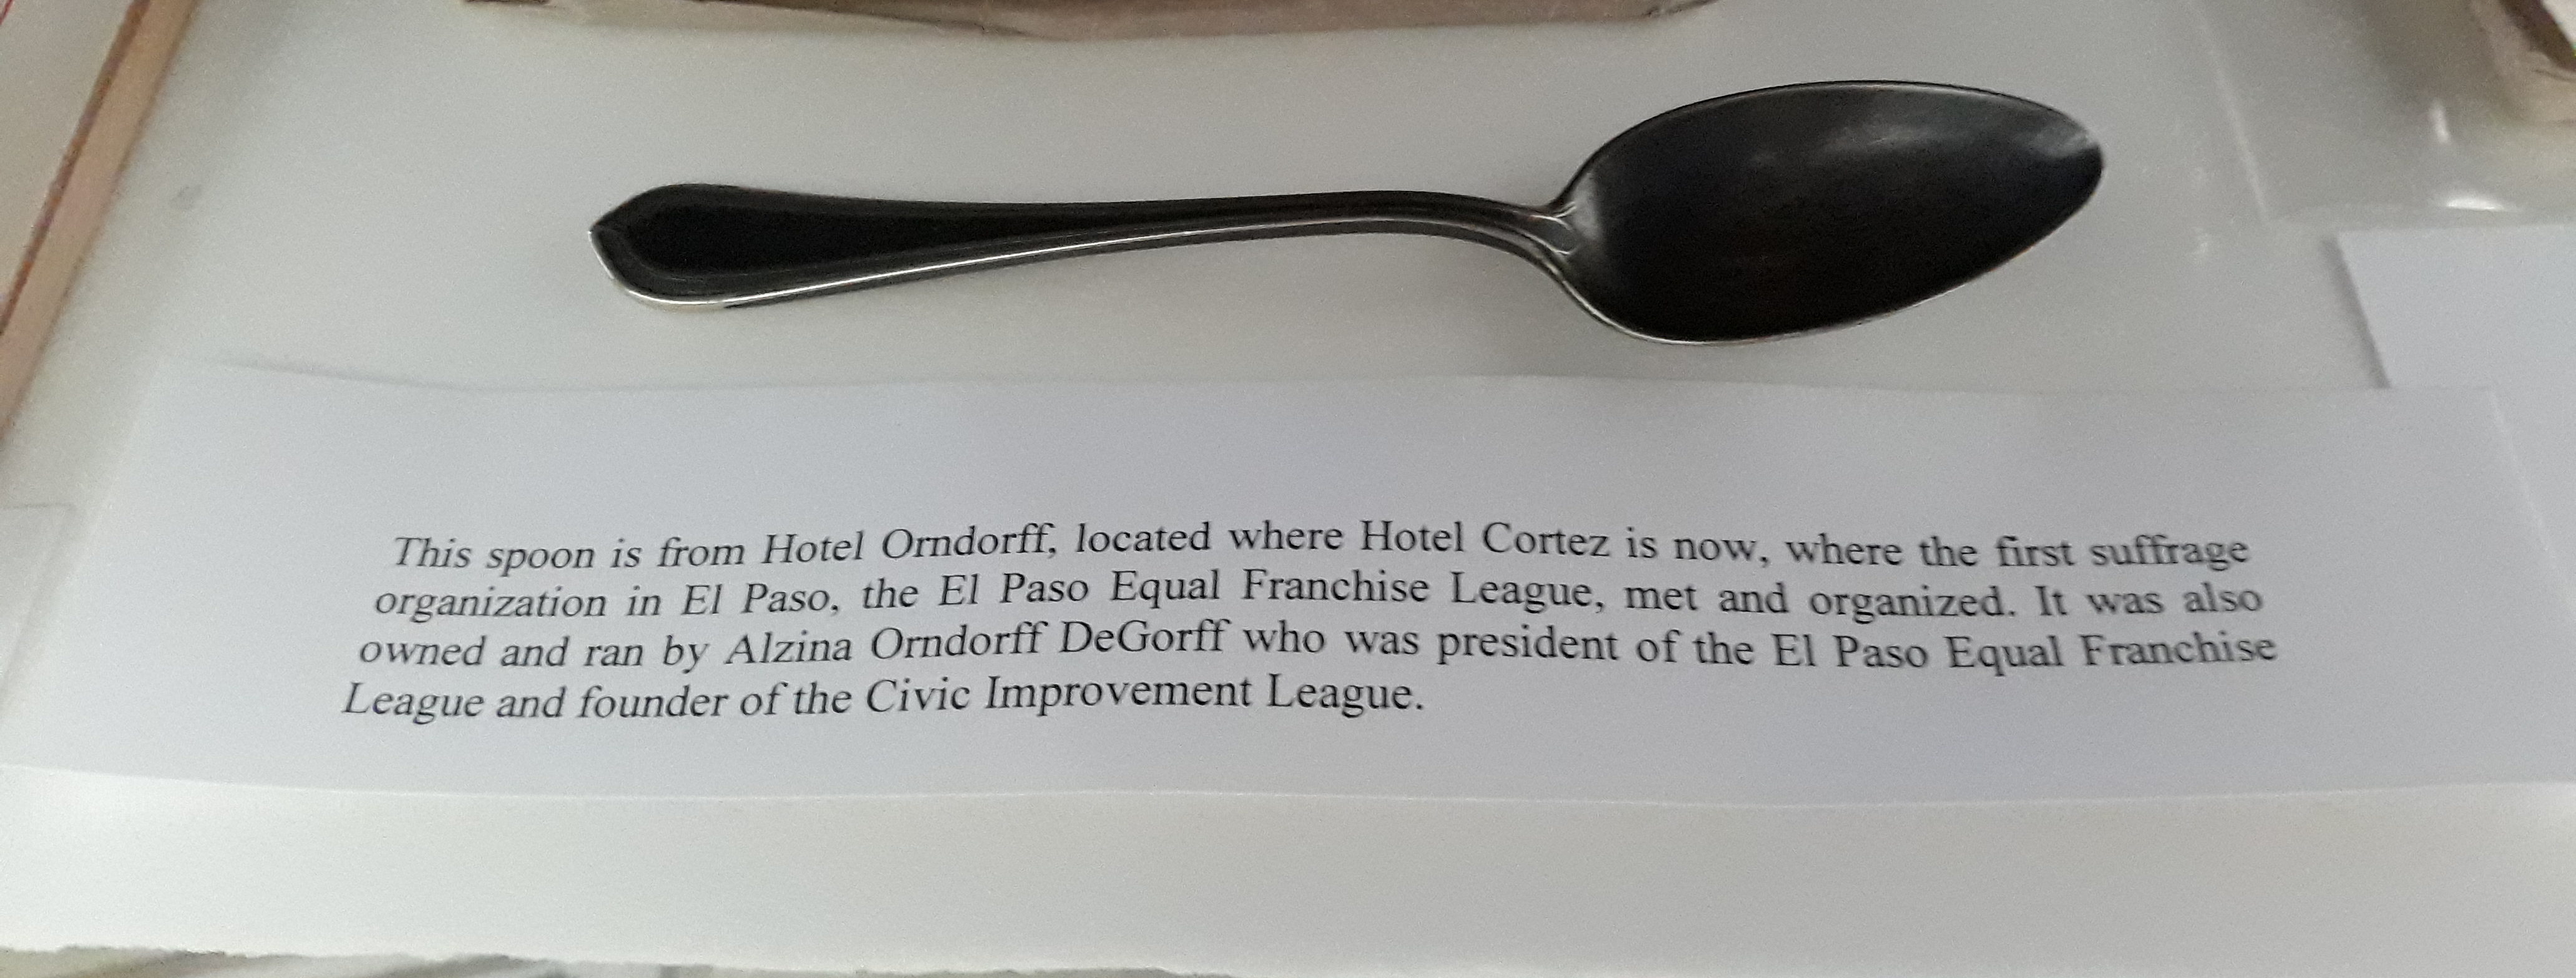 This spoon is from Hotel Orndorff, located where Hotel Cortez is now, where the first suffrage
organization in El Paso, the El Paso Equal Franchise League, met and organized. It was also
owned and ran by Alzina Orndorff DeGorff who was president of the El Paso Equal Franchise
League and founder of the Civic Improvement League.